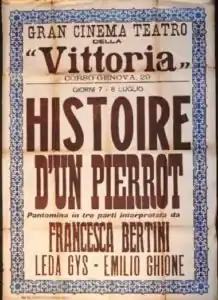 GRAN CINEMA TEATRO
DELLA
"Vittoria„
CORSO GENOVA, 20
GIORNI 7 - 8 LUGLIO
HISTOIRE
D'UN PIERROT
Pantomina in tre parti interpretata da
FRANCESCA BERTINI
LEDA GYS - EMILIO GHIONE